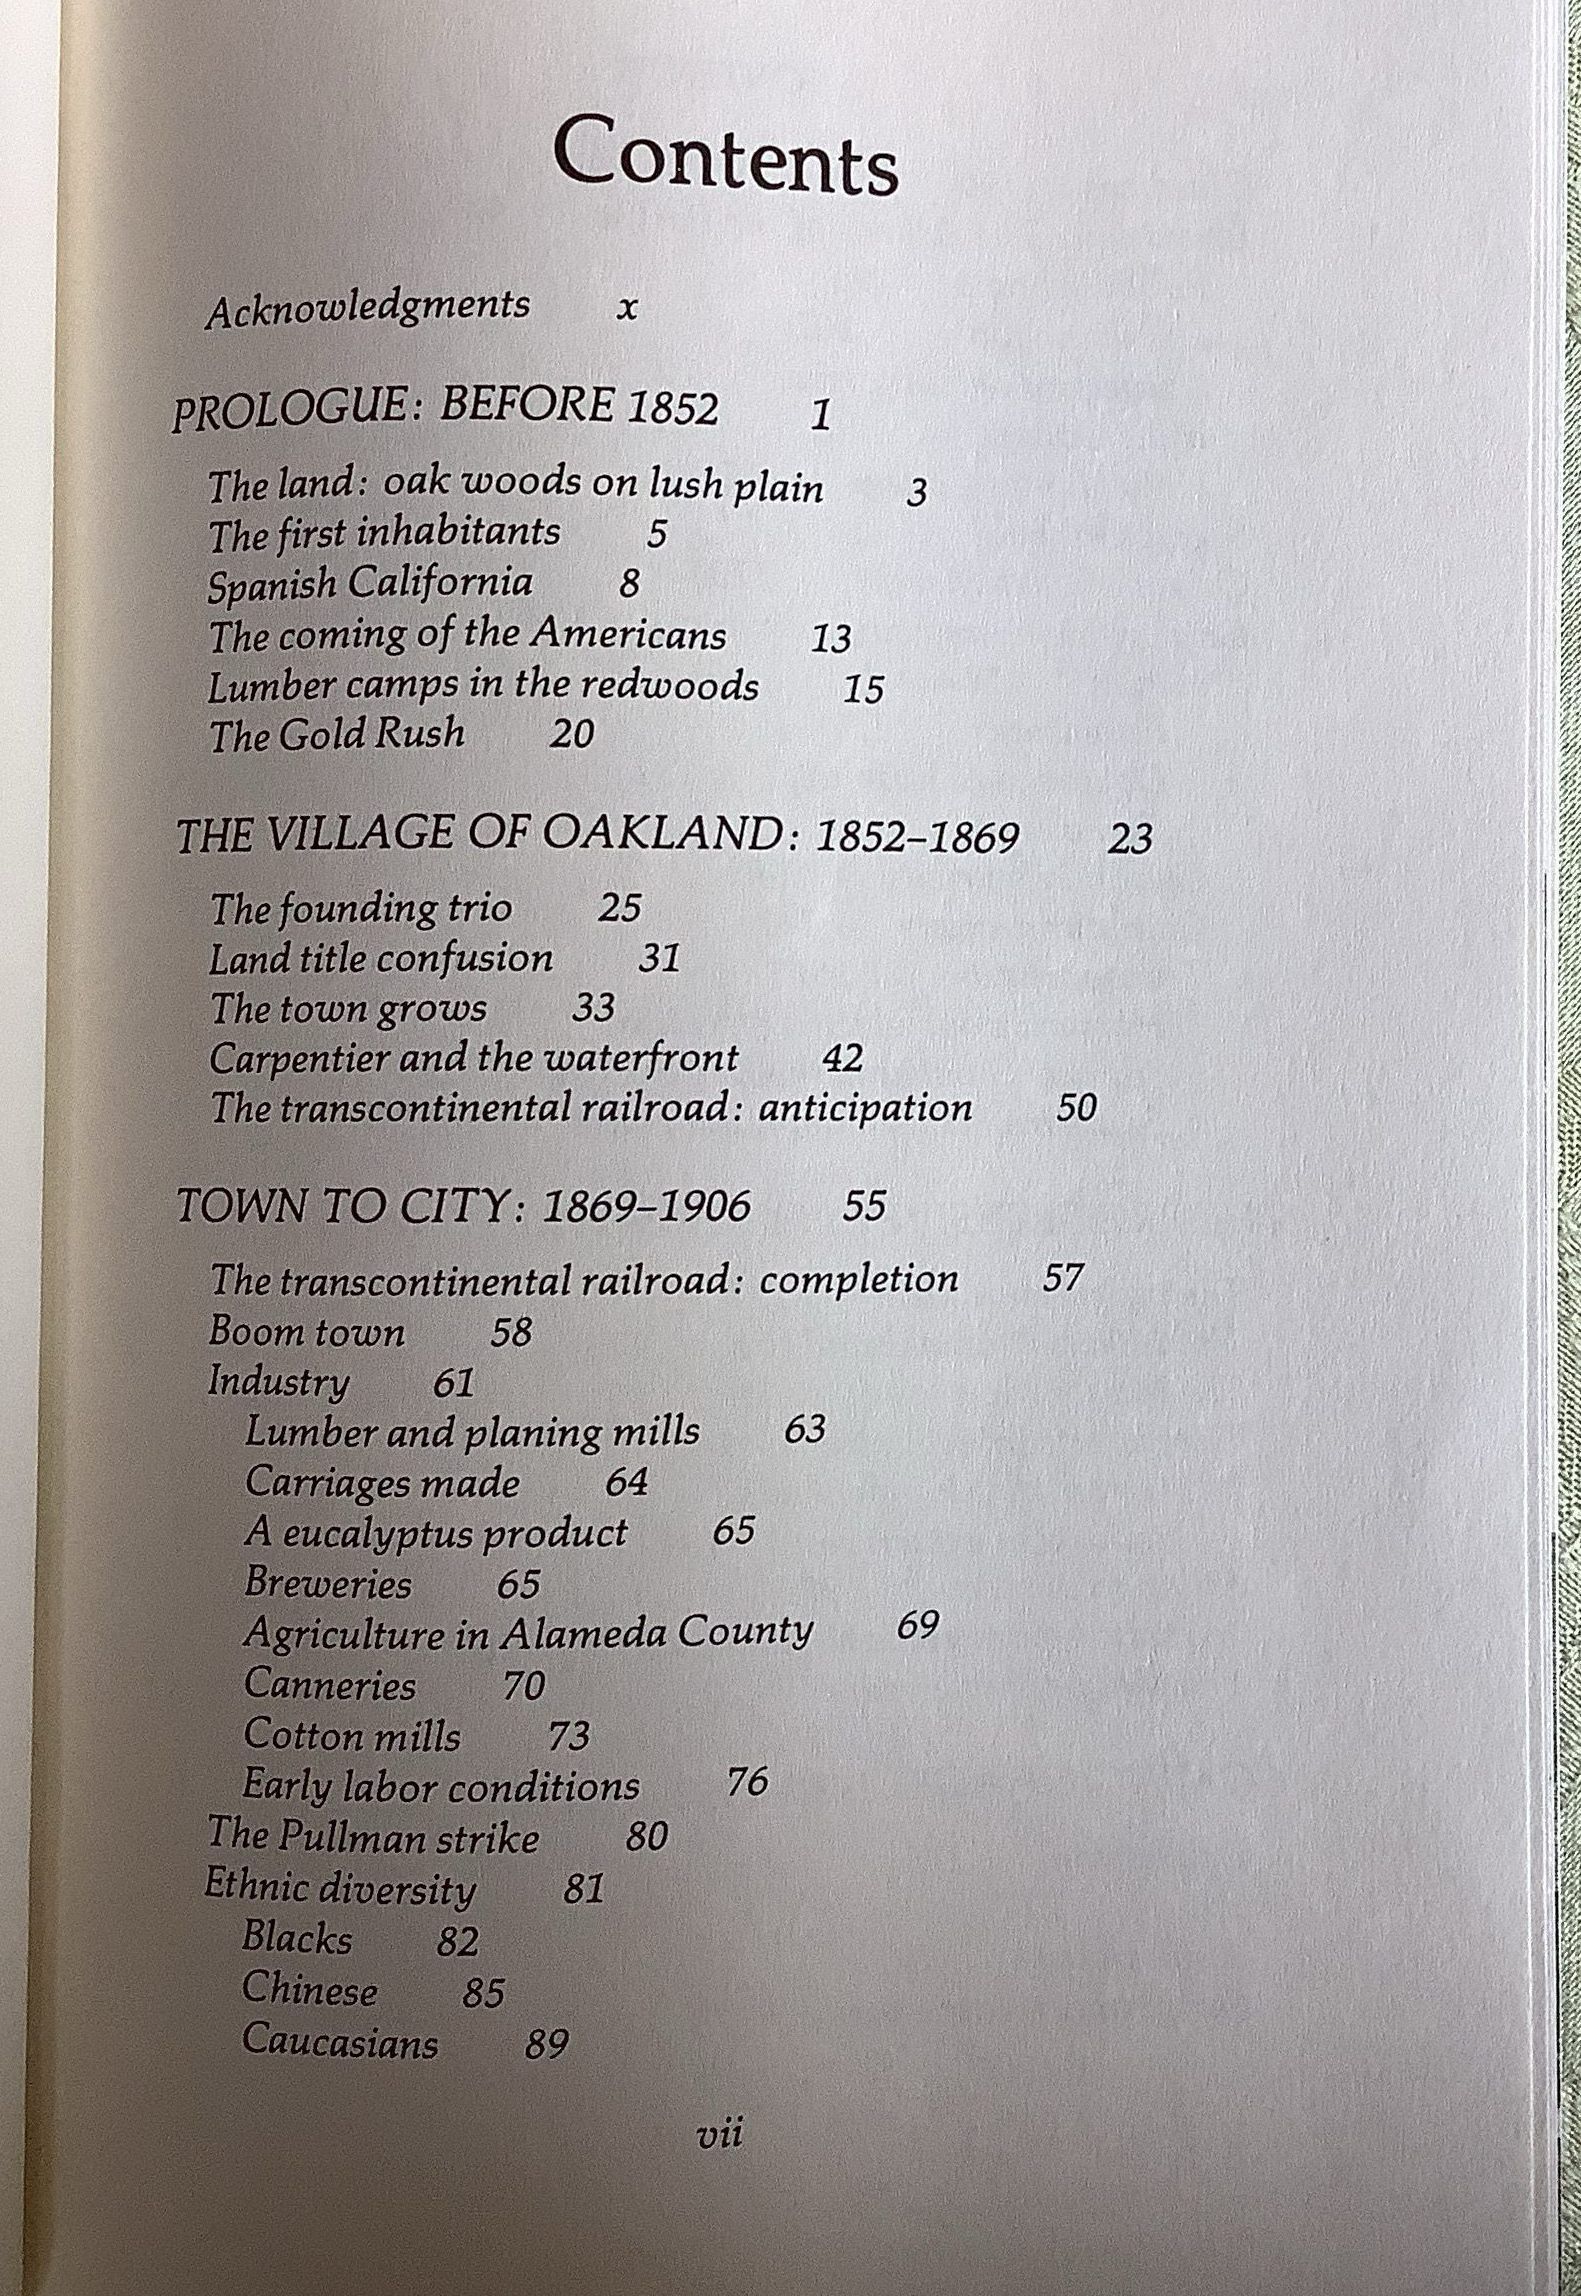 Contents
Acknowledgments x
PROLOGUE: BEFORE 1852 1
The land: oak woods on lush plain 3
The first inhabitants 5
Spanish California 8
The coming of the Americans 13
Lumber camps in the redwoods 15
The Gold Rush 20
THE VILLAGE OF OAKLAND: 1852–1869 23
The founding trio 25
Land title confusion 31
The town grows 33
Carpentier and the waterfront 42
The transcontinental railroad: anticipation 50
TOWN TO CITY: 1869–1906 55
The transcontinental railroad: completion 57
Boom town 58
Industry 61
Lumber and planing mills 63
Carriages made 64
A eucalyptus product 65
Breweries 65
Agriculture in Alameda County 69
Canneries 70
Cotton mills 73
Early labor conditions 76
The Pullman strike 80
Ethnic diversity 81
Blacks 82
Chinese 85
Caucasians 89
vii